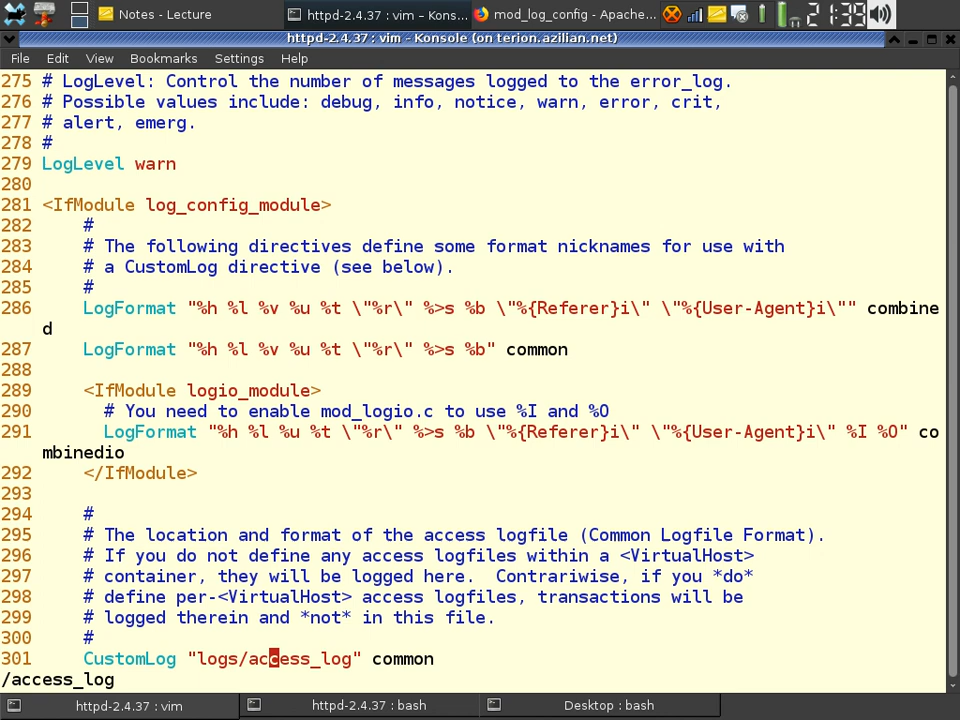 Notes - Lecture
httpd-2.4.37 : vim – Kons...
mod_log_config - Apache...
2 21:39
httpd-2.4.37 : vim – Konsole (on terion.azilian.net)
File Edit View Bookmarks Settings Help
275 # LogLevel: Control the number of messages logged to the error_log.
276 # Possible values include: debug, info, notice, warn, error, crit,
277 # alert, emerg.
278 #
279 LogLevel warn
280
281 <IfModule log_config_module>
282     #
283     # The following directives define some format nicknames for use with
284     # a CustomLog directive (see below).
285     #
286     LogFormat "%h %l %v %u %t \"%r\" %>s %b \"%{Referer}i\" \"%{User-Agent}i\"" combine
d
287     LogFormat "%h %l %v %u %t \"%r\" %>s %b" common
288
289     <IfModule logio_module>
290       # You need to enable mod_logio.c to use %I and %O
291       LogFormat "%h %l %u %t \"%r\" %>s %b \"%{Referer}i\" \"%{User-Agent}i\" %I %O" co
mbinedio
292     </IfModule>
293
294     #
295     # The location and format of the access logfile (Common Logfile Format).
296     # If you do not define any access logfiles within a <VirtualHost>
297     # container, they will be logged here.  Contrariwise, if you *do*
298     # define per-<VirtualHost> access logfiles, transactions will be
299     # logged therein and *not* in this file.
300     #
301     CustomLog "logs/access_log" common
/access_log
httpd-2.4.37 : vim
httpd-2.4.37 : bash
Desktop : bash